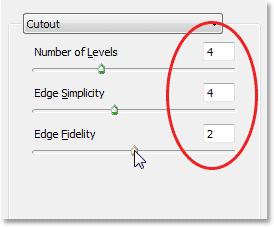 Cutout
Number of Levels 4
Edge Simplicity 4
Edge Fidelity 2